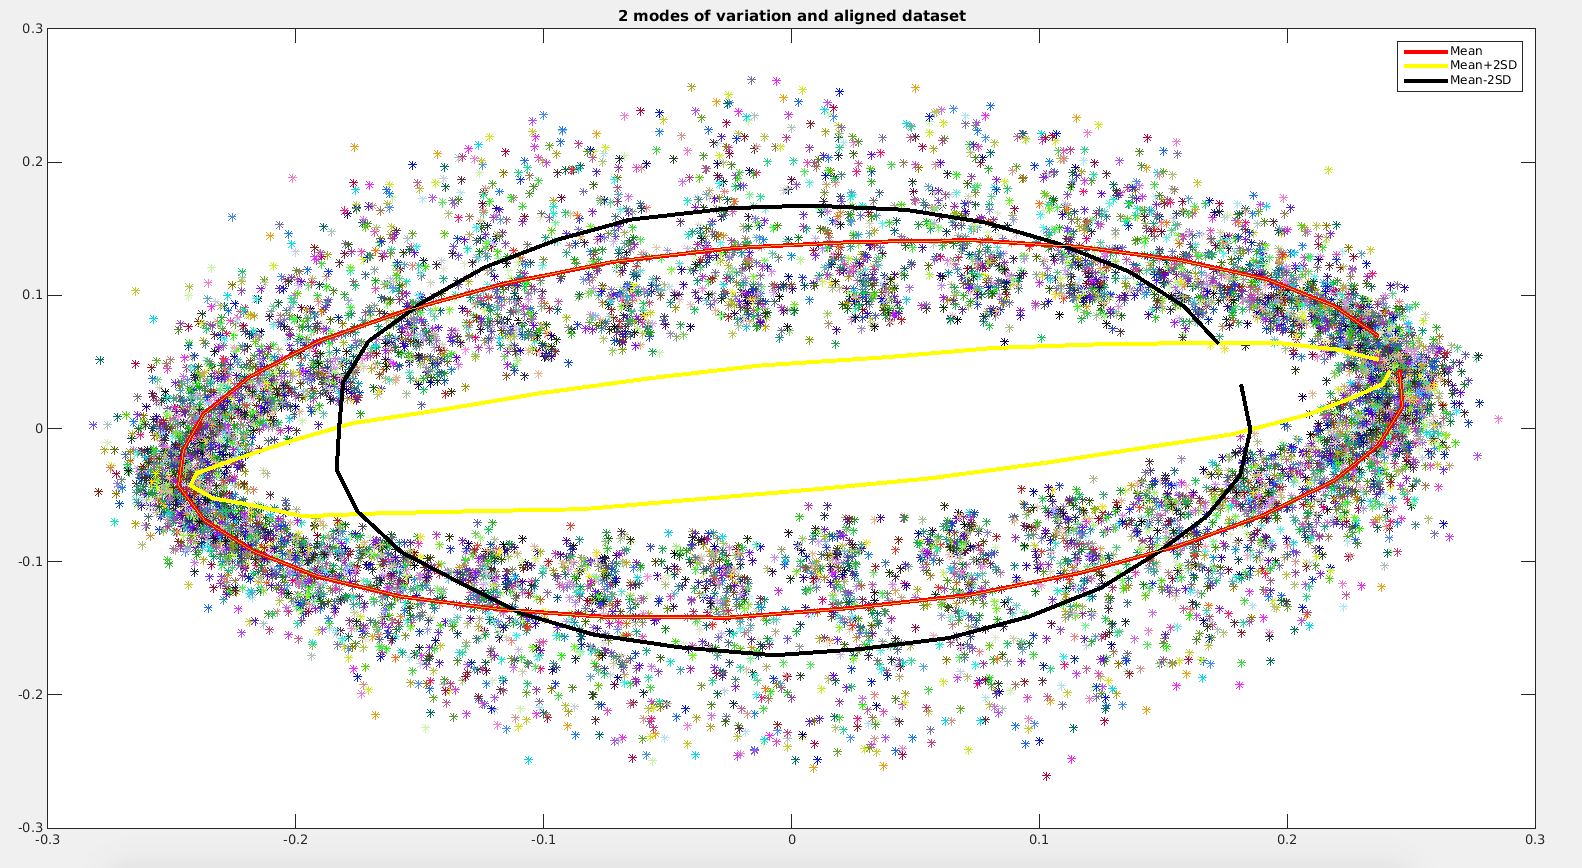 2 modes of variation and aligned dataset
Mean
Mean+2SD
Mean-2SD
0.3
0.2
0.1
0
-0.1
-0.2
-0.3
-0.3 -0.2 -0.1 0 0.1 0.2 0.3